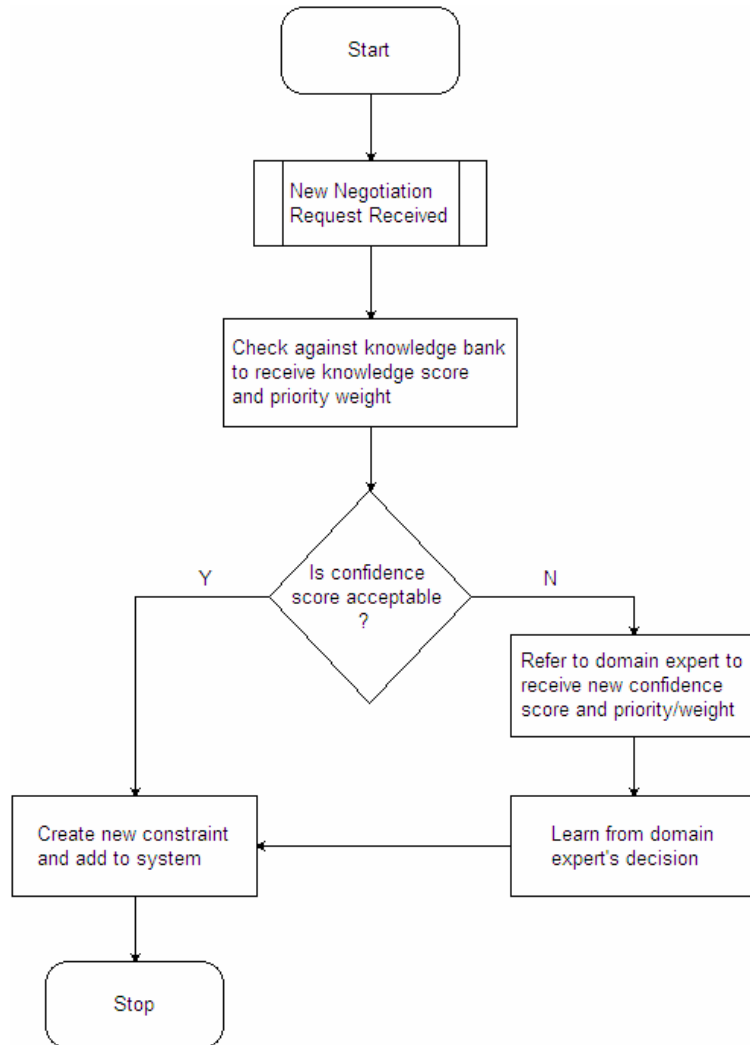 Start
New Negotiation
Request Received
Check against knowledge bank
to receive knowledge score
and priority weight
Is confidence
score acceptable
?
Y
N
Refer to domain expert to
receive new confidence
score and priority/weight
Create new constraint
and add to system
Learn from domain
expert's decision
Stop